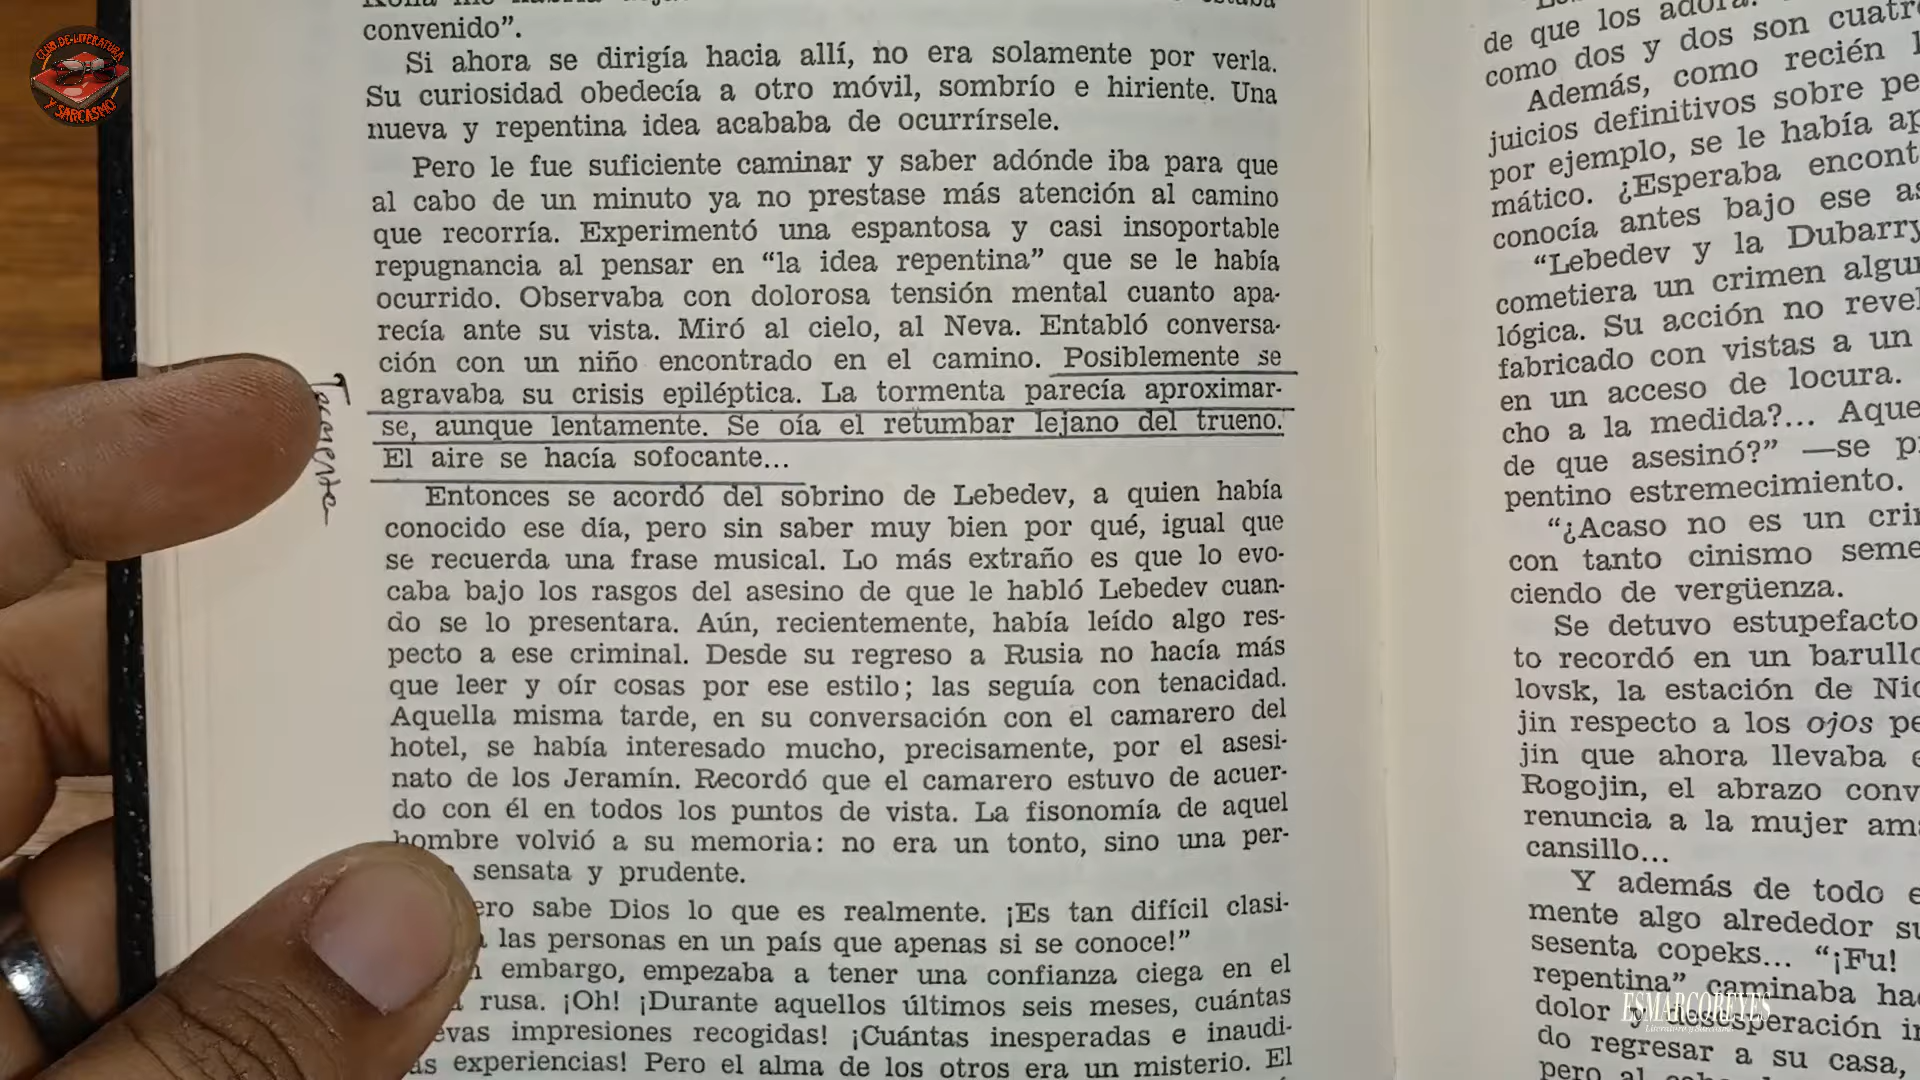 CLUB DE LITERATURA
Y SARCASMO
convenido”.
Si ahora se dirigía hacia allí, no era solamente por verla.
Su curiosidad obedecía a otro móvil, sombrío e hiriente. Una
nueva y repentina idea acababa de ocurrírsele.
Pero le fue suficiente caminar y saber adónde iba para que
al cabo de un minuto ya no prestase más atención al camino
que recorría. Experimentó una espantosa y casi insoportable
repugnancia al pensar en “la idea repentina” que se le había
ocurrido. Observaba con dolorosa tensión mental cuanto apa-
recía ante su vista. Miró al cielo, al Neva. Entabló conversa-
ción con un niño encontrado en el camino. Posiblemente se
agravaba su crisis epiléptica. La tormenta parecía aproximar-
se, aunque lentamente. Se oía el retumbar lejano del trueno.
El aire se hacía sofocante...
Entonces se acordó del sobrino de Lebedev, a quien había
conocido ese día, pero sin saber muy bien por qué, igual que
se recuerda una frase musical. Lo más extraño es que lo evo-
caba bajo los rasgos del asesino de que le habló Lebedev cuan-
do se lo presentara. Aún, recientemente, había leído algo res-
pecto a ese criminal. Desde su regreso a Rusia no hacía más
que leer y oír cosas por ese estilo; las seguía con tenacidad.
Aquella misma tarde, en su conversación con el camarero del
hotel, se había interesado mucho, precisamente, por el asesi-
nato de los Jeramín. Recordó que el camarero estuvo de acuer-
do con él en todos los puntos de vista. La fisonomía de aquel
hombre volvió a su memoria: no era un tonto, sino una per-
sensata y prudente.
sabe Dios lo que es realmente. ¡Es tan difícil clasi-
las personas en un país que apenas si se conoce!”
embargo, empezaba a tener una confianza ciega en el
rusa. ¡Oh! ¡Durante aquellos últimos seis meses, cuántas
impresiones recogidas! ¡Cuántas inesperadas e inaudi-
experiencias! Pero el alma de los otros era un misterio. El
de que los
como dos y dos son
Además, como recién
juicios definitivos sobre
por ejemplo, se le había
mático. ¿Esperaba
conocía antes bajo ese
“Lebedev y la Dubarry
cometiera un crimen
lógica. Su acción no
fabricado con vistas a un
en un acceso de locura.
cho a la medida?...
de que asesinó?” —se
pentino estremecimiento.
“¿Acaso no es un
con tanto cinismo
ciendo de vergüenza.
Se detuvo estupefacto
to recordó en un
lovsk, la estación de
jin respecto a los ojos
jin que ahora llevaba
Rogojin, el abrazo
renuncia a la mujer
cansillo...
Y además de todo
mente algo alrededor
sesenta copeks... “¡Fu!
repentina” caminaba
dolor y desesperación
do regresar a su casa,
pero al
ESMARCOREYES
Literatura y Sarcasmo